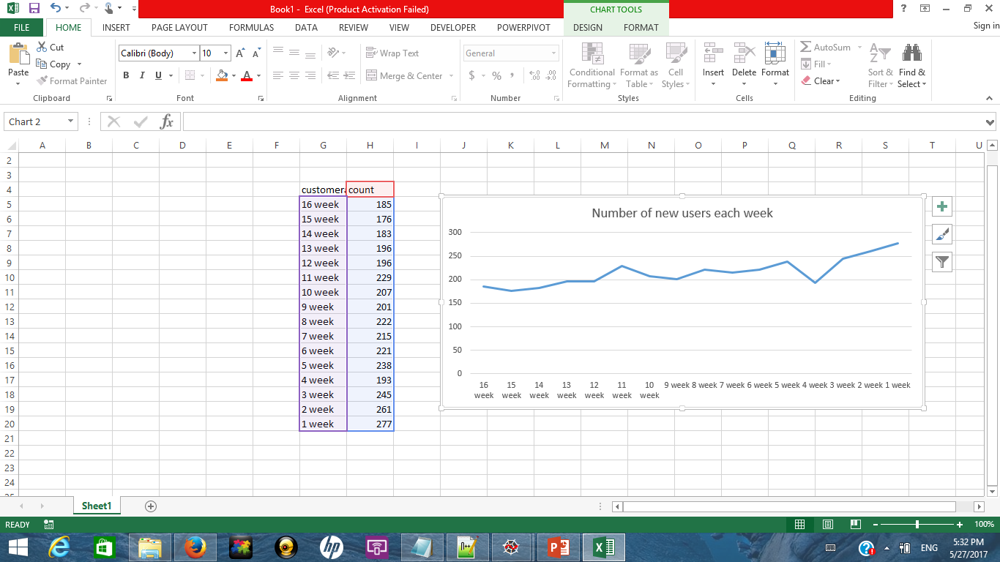 Book1 - Excel (Product Activation Failed)
CHART TOOLS
?
FILE HOME INSERT PAGE LAYOUT FORMULAS DATA REVIEW VIEW DEVELOPER POWERPIVOT DESIGN FORMAT Sign in
Paste
Cut
Copy
Format Painter
Clipboard
Calibri (Body) 10 A A
B I U A
Font
Wrap Text
Merge & Center
Alignment
General
$ % ,
Number
Conditional Formatting
Format as Table
Cell Styles
Styles
Insert Delete Format
Cells
AutoSum
Fill
Clear
Sort & Filter
Find & Select
Editing
Chart 2 fx
A B C D E F G H I J K L M N O P Q R S T U
2
3
4 customera count
5 16 week 185
6 15 week 176
7 14 week 183
8 13 week 196
9 12 week 196
10 11 week 229
11 10 week 207
12 9 week 201
13 8 week 222
14 7 week 215
15 6 week 221
16 5 week 238
17 4 week 193
18 3 week 245
19 2 week 261
20 1 week 277
21
22
23
24
25
Number of new users each week
300
250
200
150
100
50
0
16 week 15 week 14 week 13 week 12 week 11 week 10 week 9 week 8 week 7 week 6 week 5 week 4 week 3 week 2 week 1 week
Sheet1
READY 100%
ENG
5:32 PM
5/27/2017